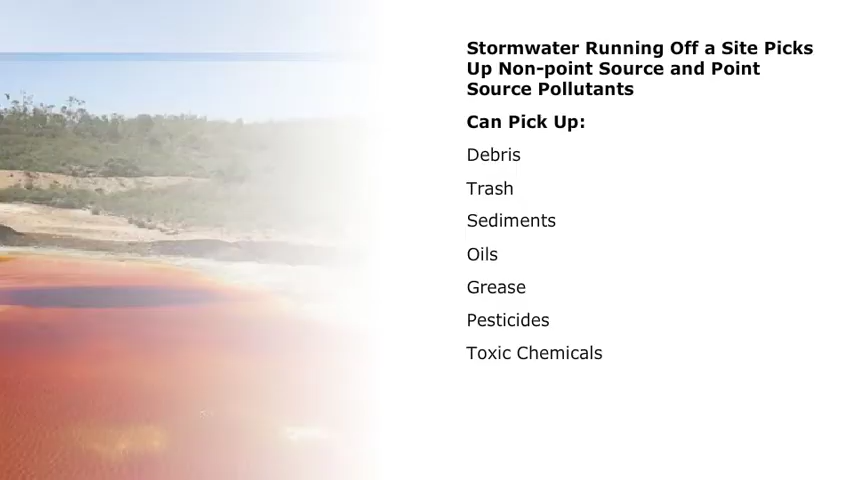 Stormwater Running Off a Site Picks
Up Non-point Source and Point
Source Pollutants
Can Pick Up:
Debris
Trash
Sediments
Oils
Grease
Pesticides
Toxic Chemicals